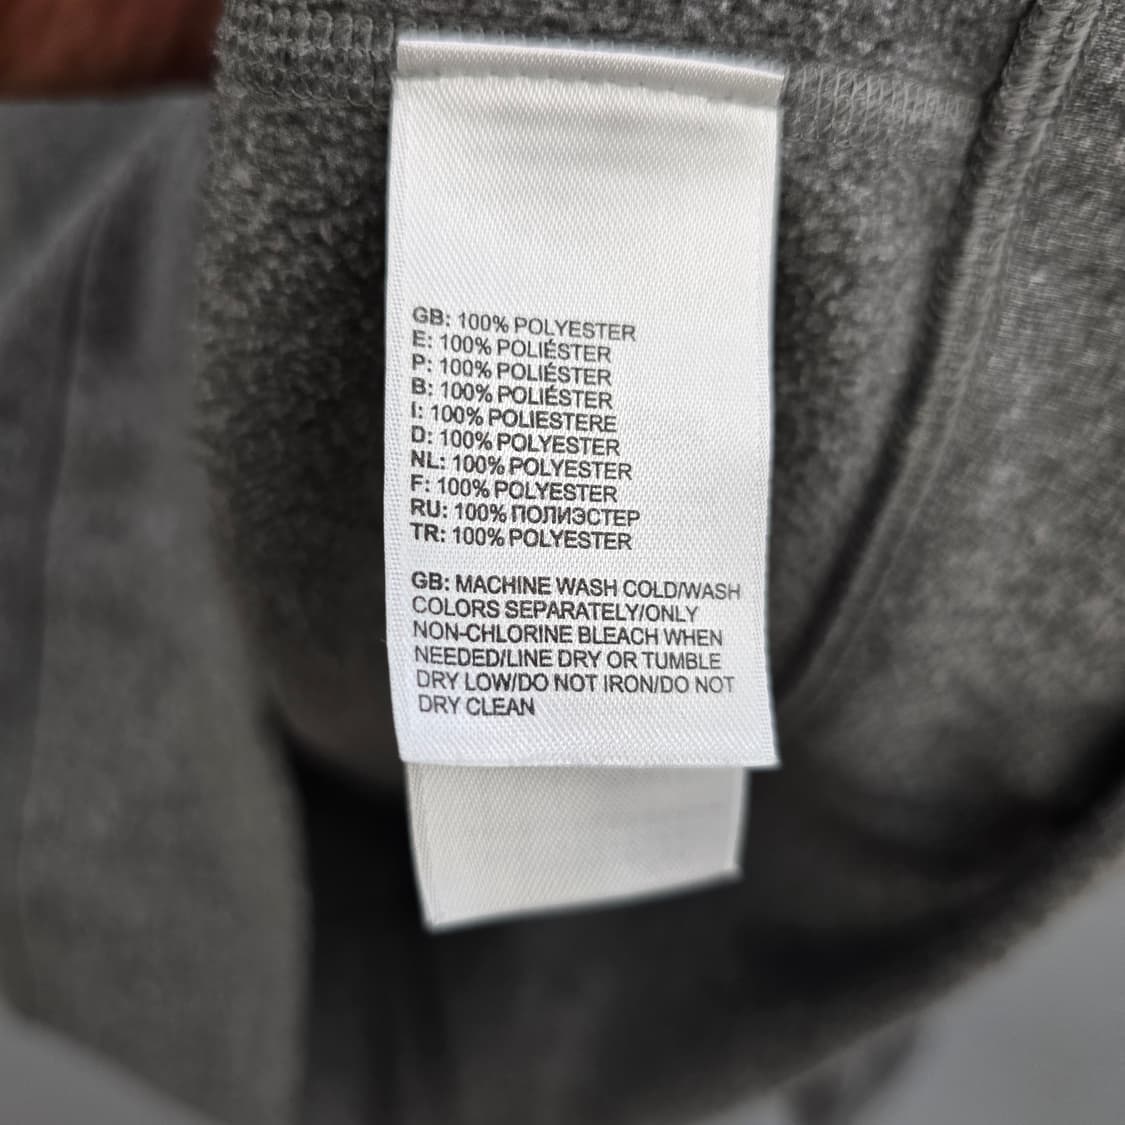 GB: 100% POLYESTER
E: 100% POLIÉSTER
P: 100% POLIÉSTER
B: 100% POLIÉSTER
I: 100% POLIESTERE
D: 100% POLYESTER
NL: 100% POLYESTER
F: 100% POLYESTER
RU: 100% ПОЛИЭСТЕР
TR: 100% POLYESTER
GB: MACHINE WASH COLD/WASH
COLORS SEPARATELY/ONLY
NON-CHLORINE BLEACH WHEN
NEEDED/LINE DRY OR TUMBLE
DRY LOW/DO NOT IRON/DO NOT
DRY CLEAN